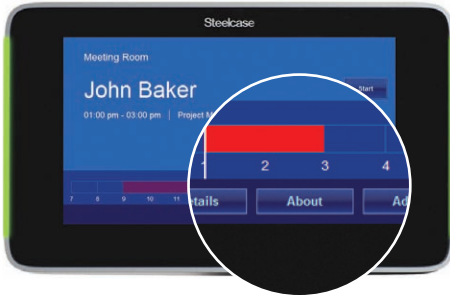 Steelcase
Meeting Room
John Baker
Start
01:00 pm - 03:00 pm | Project M
1 2 3 4
7 8 9 10 11
etails About Ad